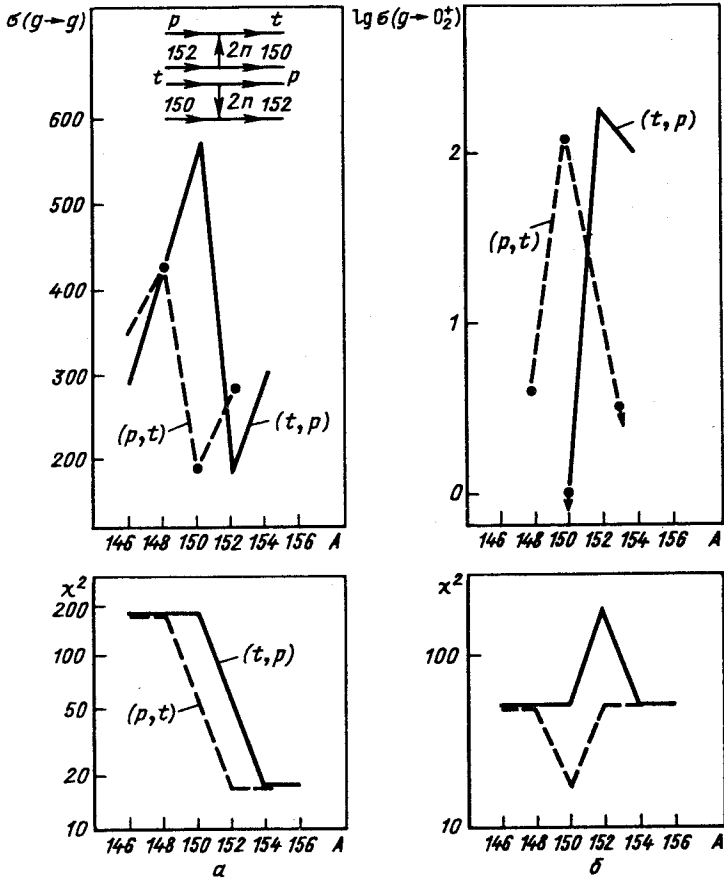 σ(g→g)
p t
152 2n 150
t p
150 2n 152
600
500
400
300
200
(p,t)
(t,p)
146 148 150 152 154 156 A
lg σ(g→0₂⁺)
2
1
0
(t,p)
(p,t)
146 148 150 152 154 156 A
ϰ²
200
100
50
20
10
(t,p)
(p,t)
146 148 150 152 154 156 A
а
ϰ²
100
10
146 148 150 152 154 156 A
б